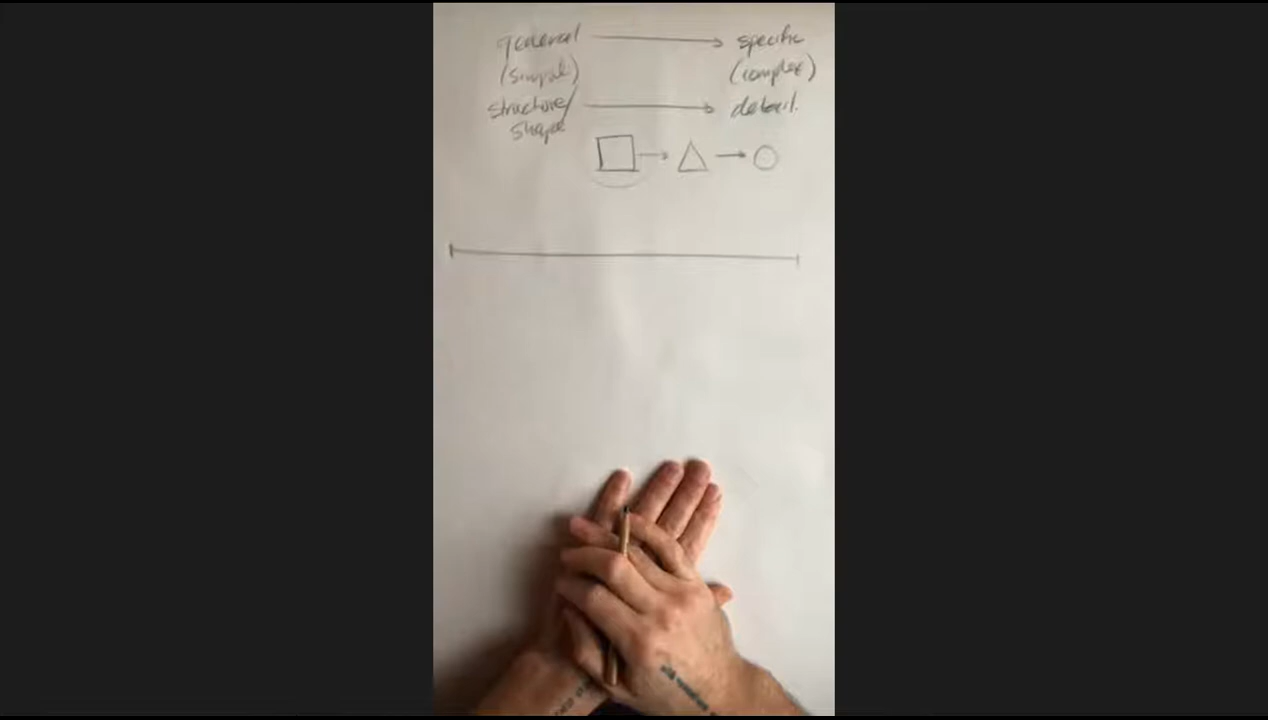 general → specific
(simple) (complex)
structure/ → detail.
shape